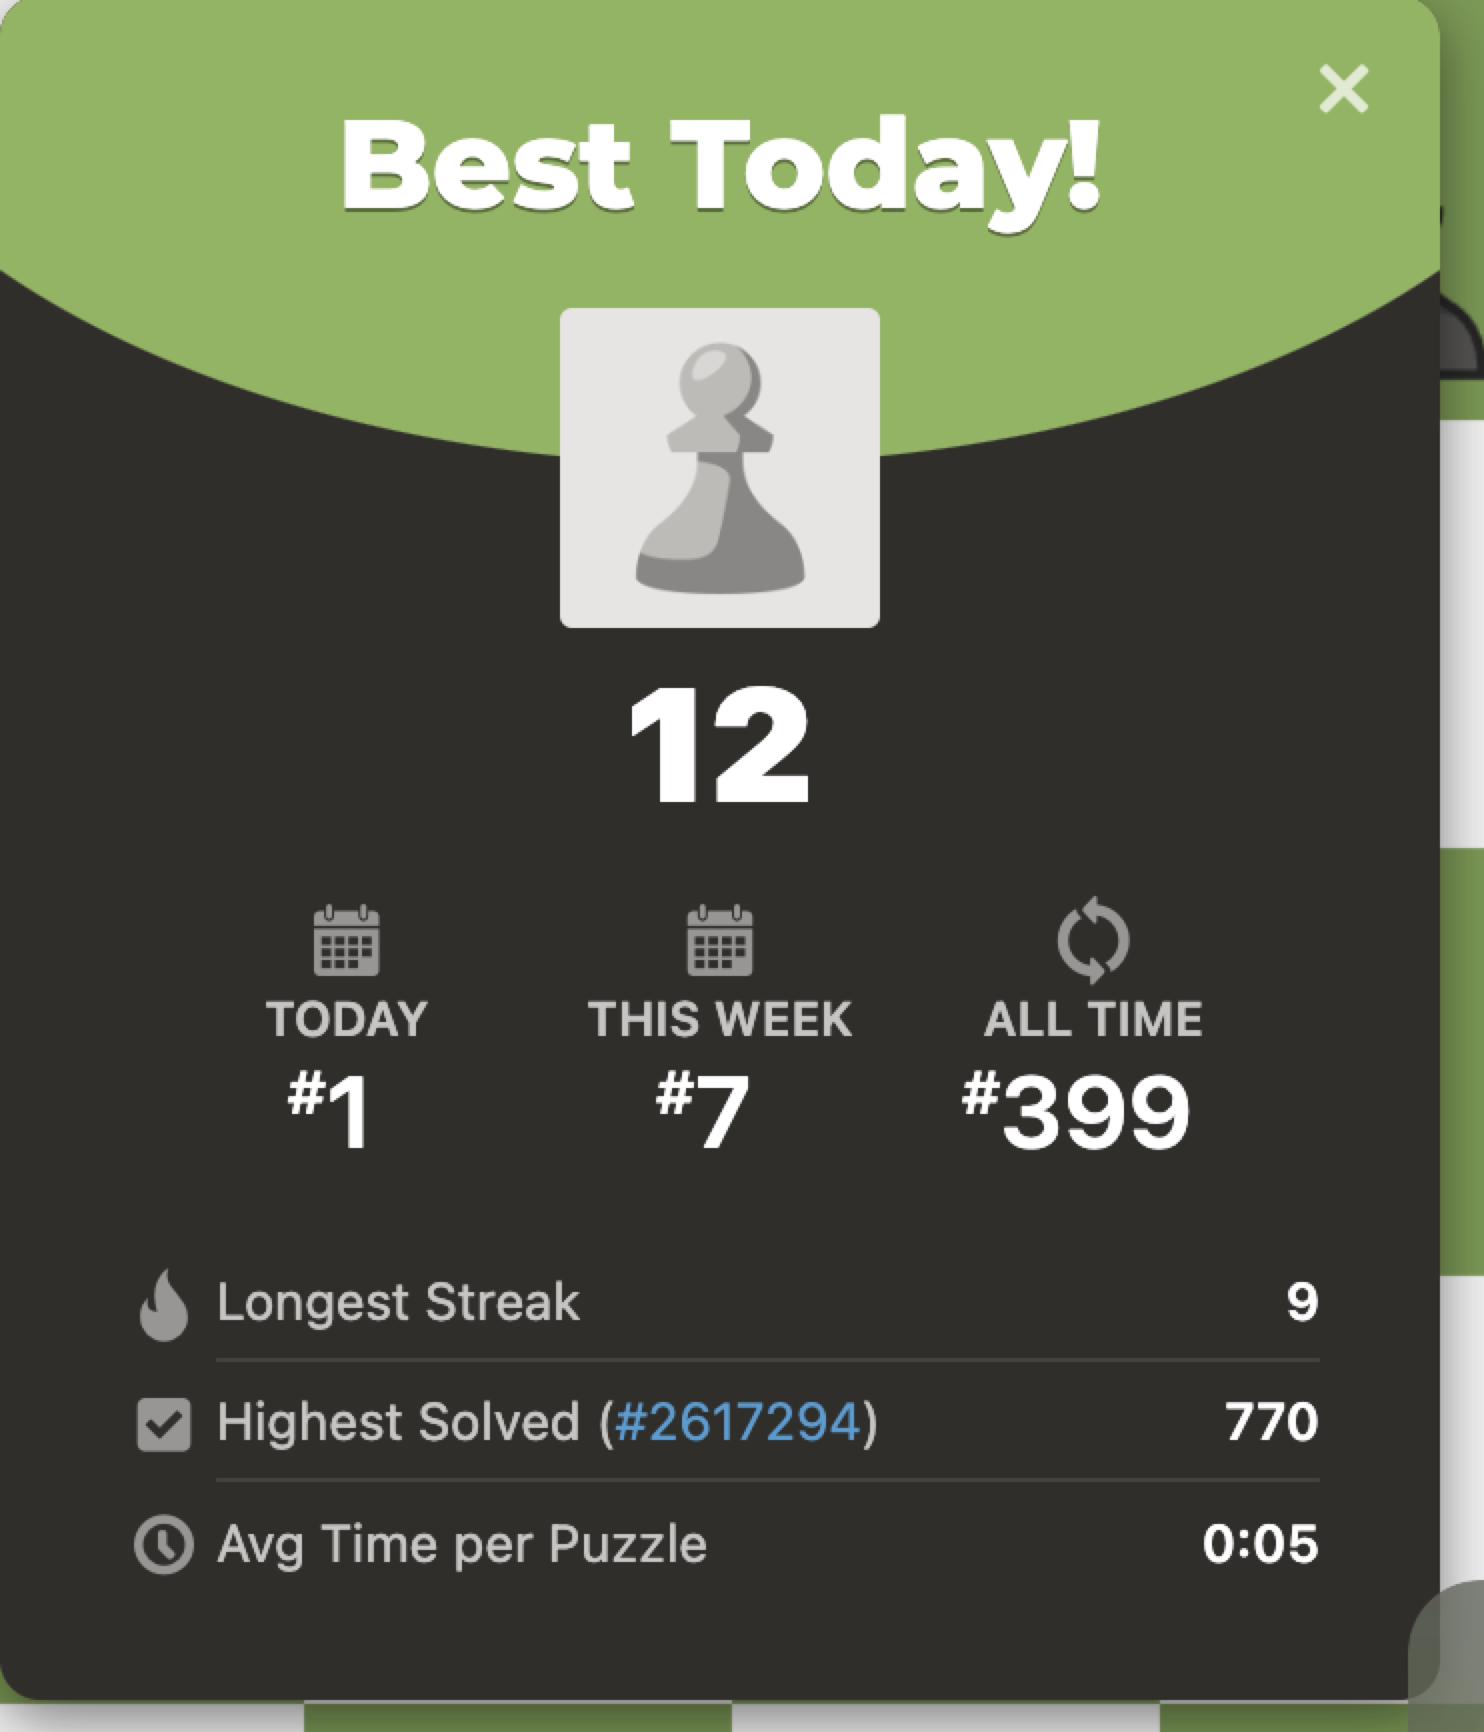 Best Today!
12
TODAY THIS WEEK ALL TIME
#1 #7 #399
Longest Streak 9
Highest Solved (#2617294) 770
Avg Time per Puzzle 0:05